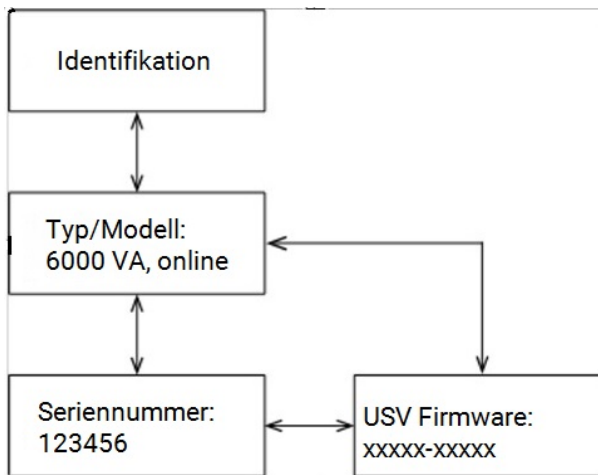 Identifikation
Typ/Modell:
6000 VA, online
Seriennummer:
123456
USV Firmware:
xxxxx-xxxxx